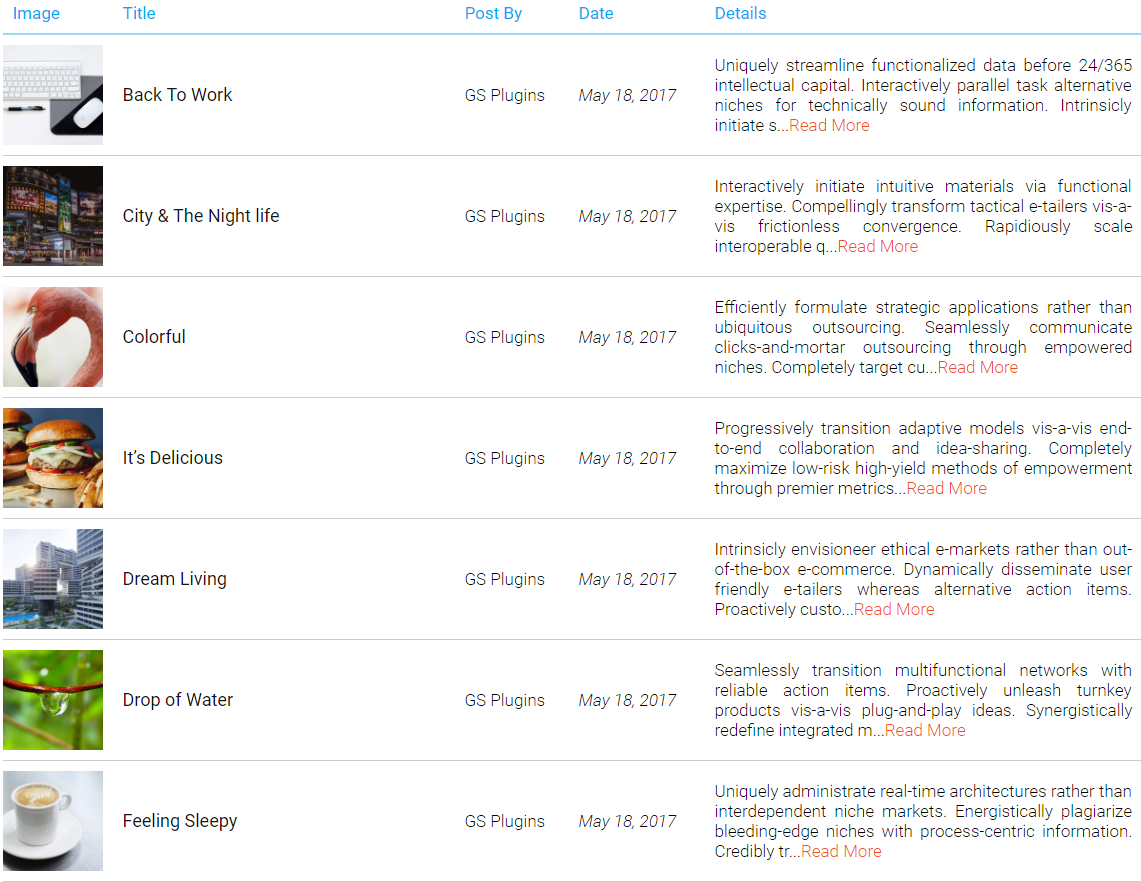 Image Title Post By Date Details
Back To Work GS Plugins May 18, 2017
Uniquely streamline functionalized data before 24/365
intellectual capital. Interactively parallel task alternative
niches for technically sound information. Intrinsicly
initiate s...Read More
City & The Night life GS Plugins May 18, 2017
Interactively initiate intuitive materials via functional
expertise. Compellingly transform tactical e-tailers vis-a-
vis frictionless convergence. Rapidiously scale
interoperable q...Read More
Colorful GS Plugins May 18, 2017
Efficiently formulate strategic applications rather than
ubiquitous outsourcing. Seamlessly communicate
clicks-and-mortar outsourcing through empowered
niches. Completely target cu...Read More
It’s Delicious GS Plugins May 18, 2017
Progressively transition adaptive models vis-a-vis end-
to-end collaboration and idea-sharing. Completely
maximize low-risk high-yield methods of empowerment
through premier metrics...Read More
Dream Living GS Plugins May 18, 2017
Intrinsicly envisioneer ethical e-markets rather than out-
of-the-box e-commerce. Dynamically disseminate user
friendly e-tailers whereas alternative action items.
Proactively custo...Read More
Drop of Water GS Plugins May 18, 2017
Seamlessly transition multifunctional networks with
reliable action items. Proactively unleash turnkey
products vis-a-vis plug-and-play ideas. Synergistically
redefine integrated m...Read More
Feeling Sleepy GS Plugins May 18, 2017
Uniquely administrate real-time architectures rather than
interdependent niche markets. Energistically plagiarize
bleeding-edge niches with process-centric information.
Credibly tr...Read More